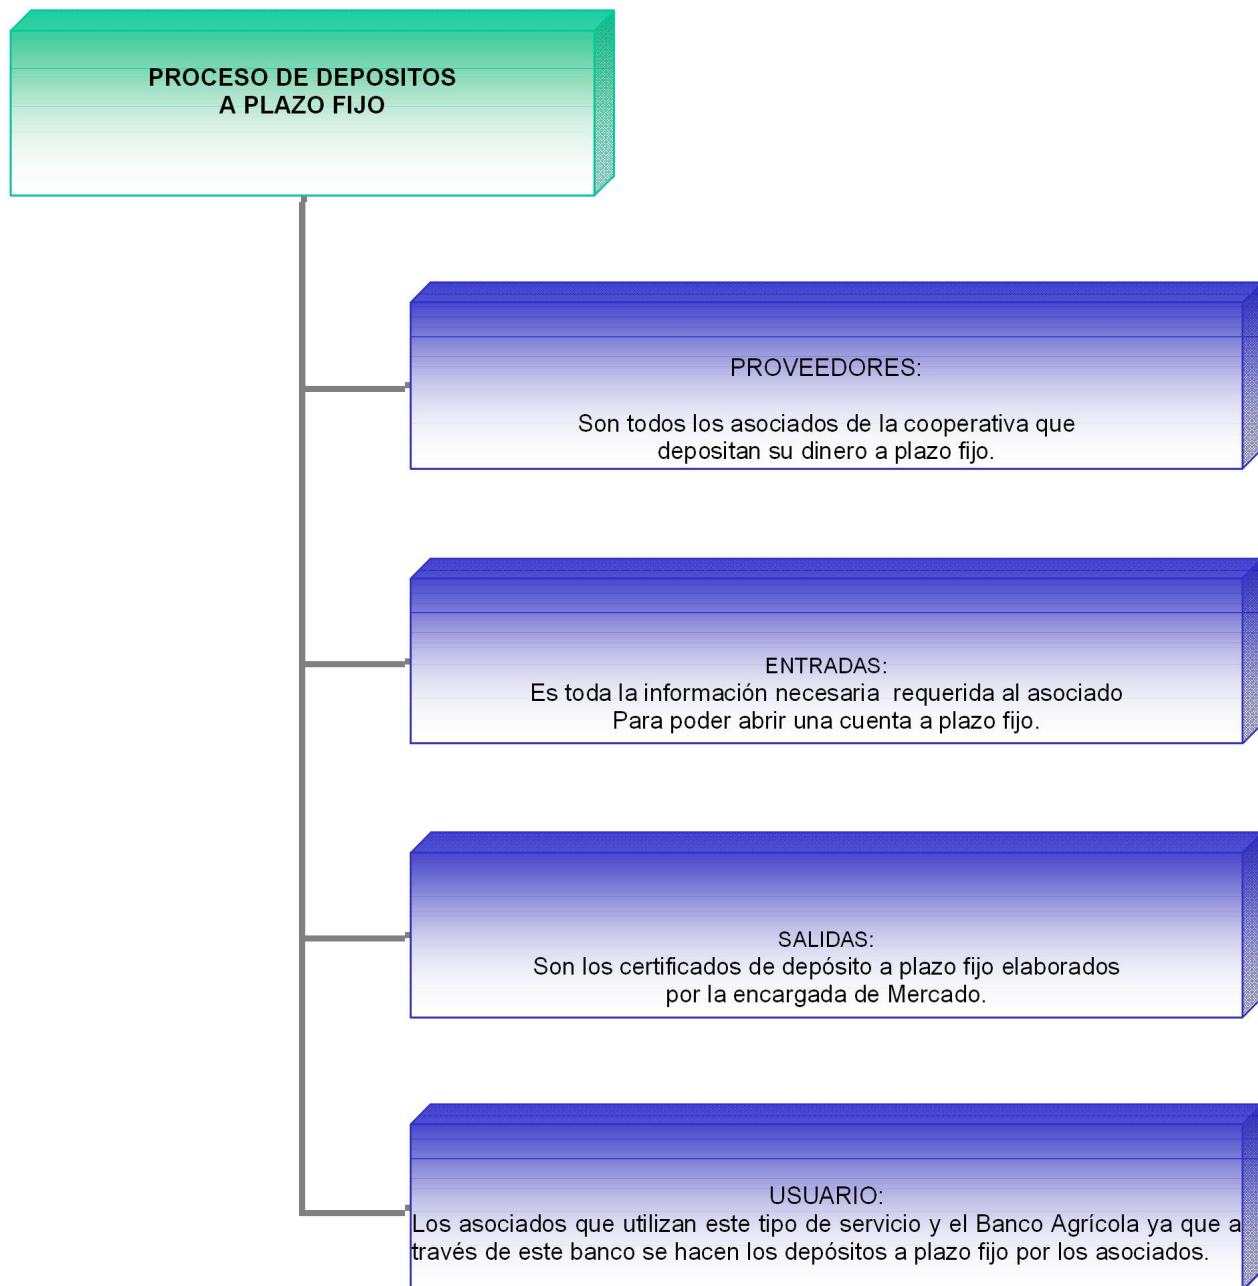 PROCESO DE DEPOSITOS
A PLAZO FIJO
PROVEEDORES:
Son todos los asociados de la cooperativa que
depositan su dinero a plazo fijo.
ENTRADAS:
Es toda la información necesaria requerida al asociado
Para poder abrir una cuenta a plazo fijo.
SALIDAS:
Son los certificados de depósito a plazo fijo elaborados
por la encargada de Mercado.
USUARIO:
Los asociados que utilizan este tipo de servicio y el Banco Agrícola ya que a
través de este banco se hacen los depósitos a plazo fijo por los asociados.